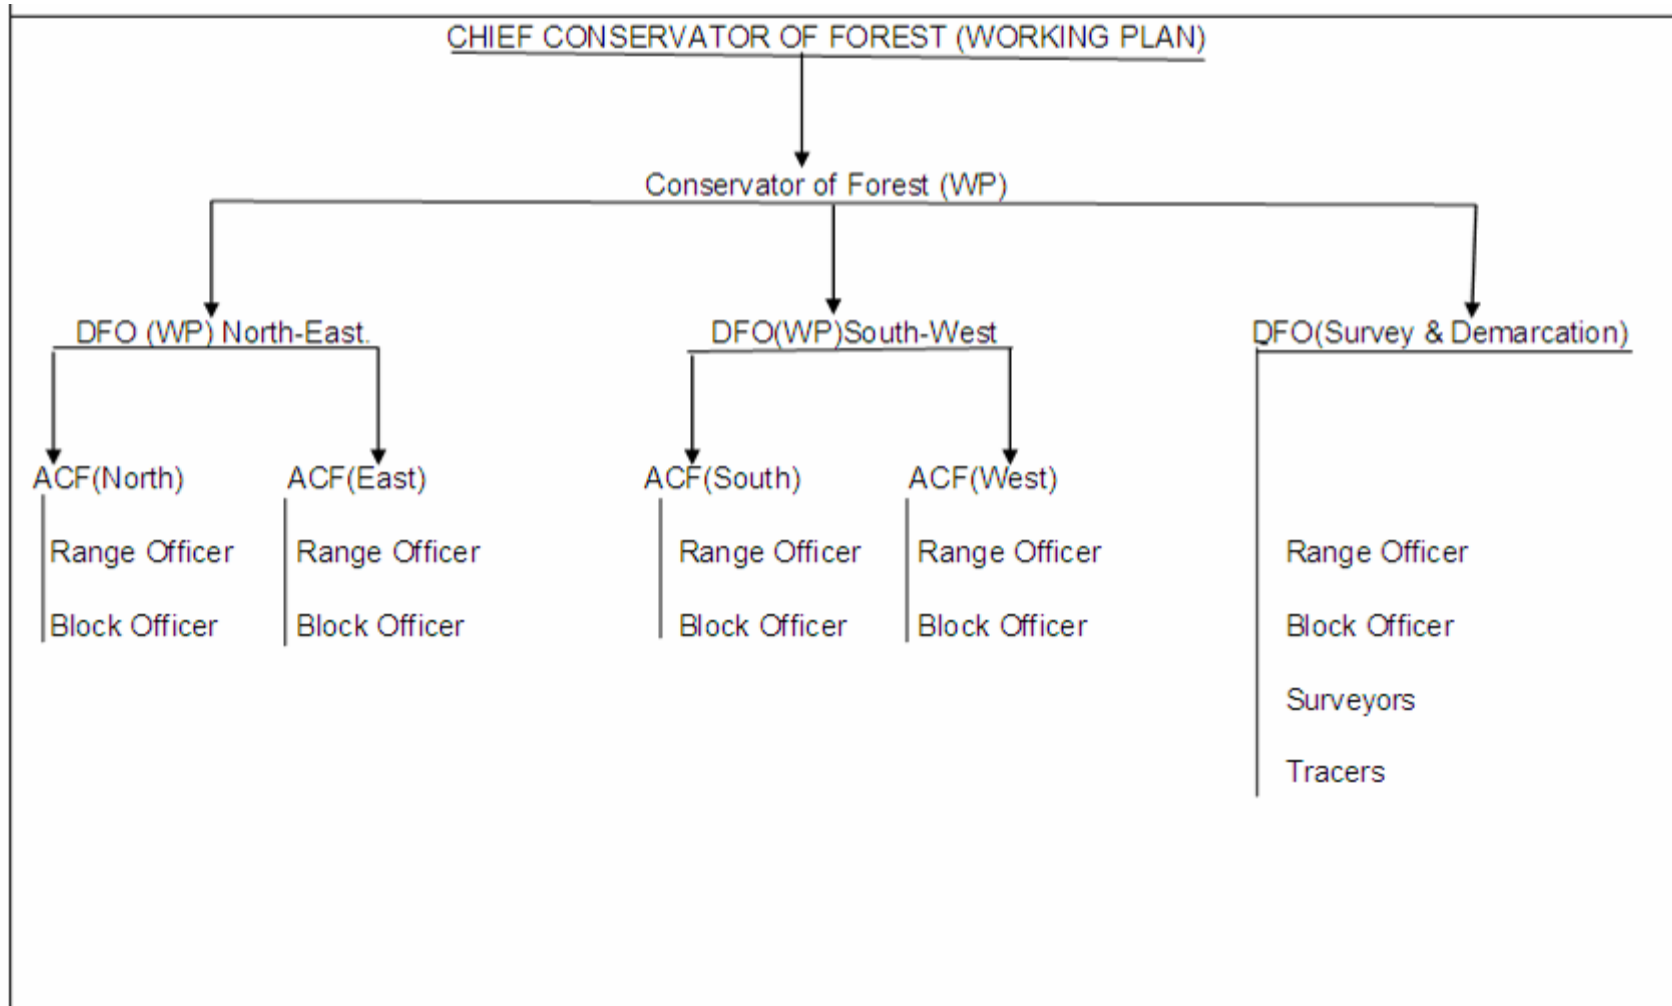 CHIEF CONSERVATOR OF FOREST (WORKING PLAN)
Conservator of Forest (WP)
DFO (WP) North-East.
DFO(WP)South-West
DFO(Survey & Demarcation)
ACF(North)
ACF(East)
ACF(South)
ACF(West)
Range Officer
Range Officer
Range Officer
Range Officer
Range Officer
Block Officer
Block Officer
Block Officer
Block Officer
Block Officer
Surveyors
Tracers